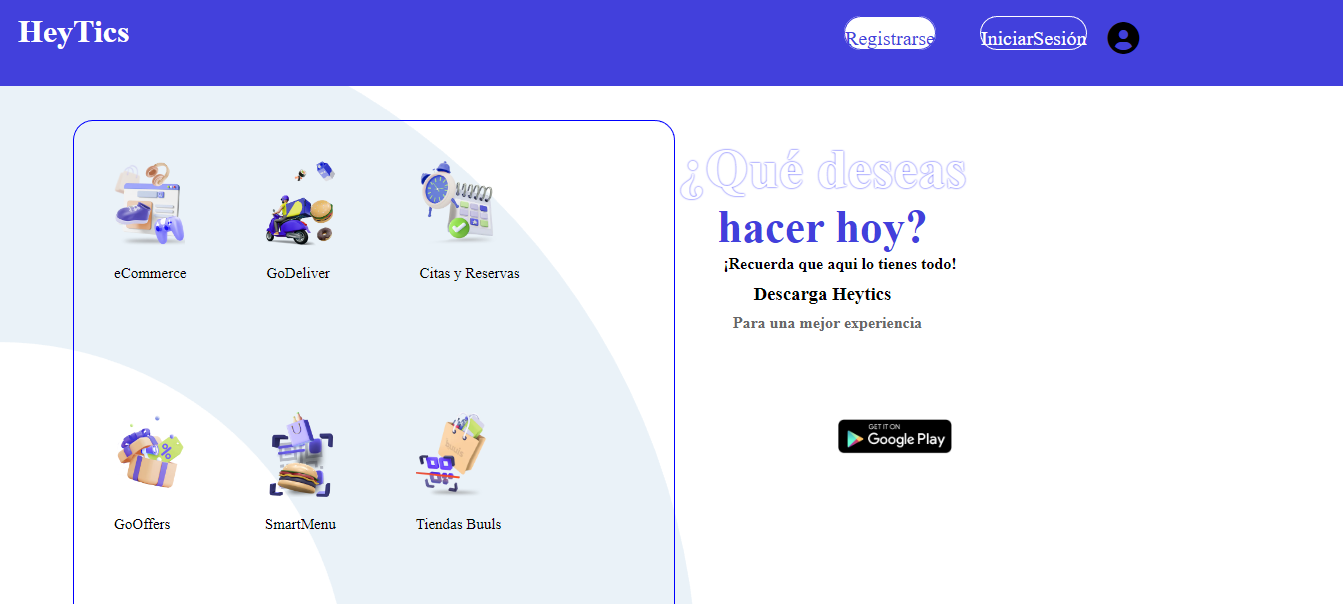 HeyTics
Registrarse
IniciarSesión
eCommerce
GoDeliver
Citas y Reservas
GoOffers
SmartMenu
Tiendas Buuls
¿Qué deseas
hacer hoy?
¡Recuerda que aqui lo tienes todo!
Descarga Heytics
Para una mejor experiencia
GET IT ON
Google Play